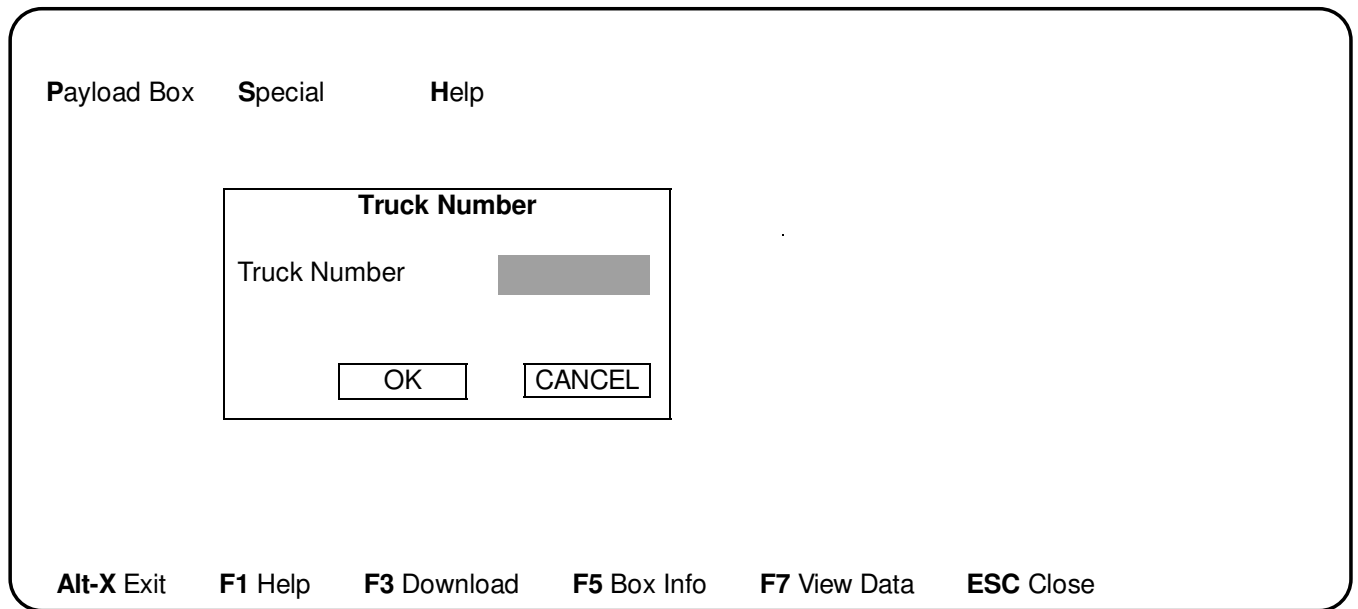 Payload Box Special Help
Truck Number
Truck Number
OK CANCEL
Alt-X Exit F1 Help F3 Download F5 Box Info F7 View Data ESC Close